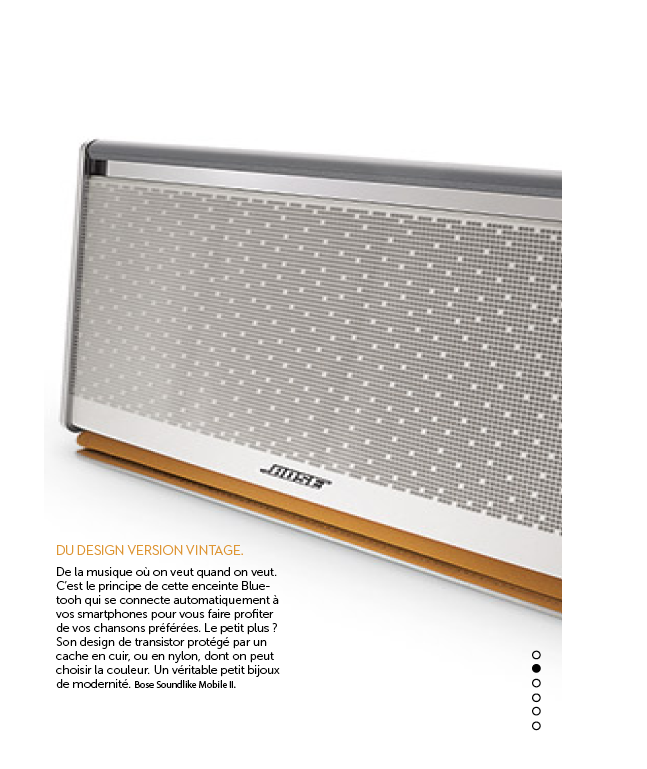 BOSE
DU DESIGN VERSION VINTAGE.
De la musique où on veut quand on veut.
C’est le principe de cette enceinte Blue-
tooh qui se connecte automatiquement à
vos smartphones pour vous faire profiter
de vos chansons préférées. Le petit plus ?
Son design de transistor protégé par un
cache en cuir, ou en nylon, dont on peut
choisir la couleur. Un véritable petit bijoux
de modernité. Bose Soundlike Mobile II.